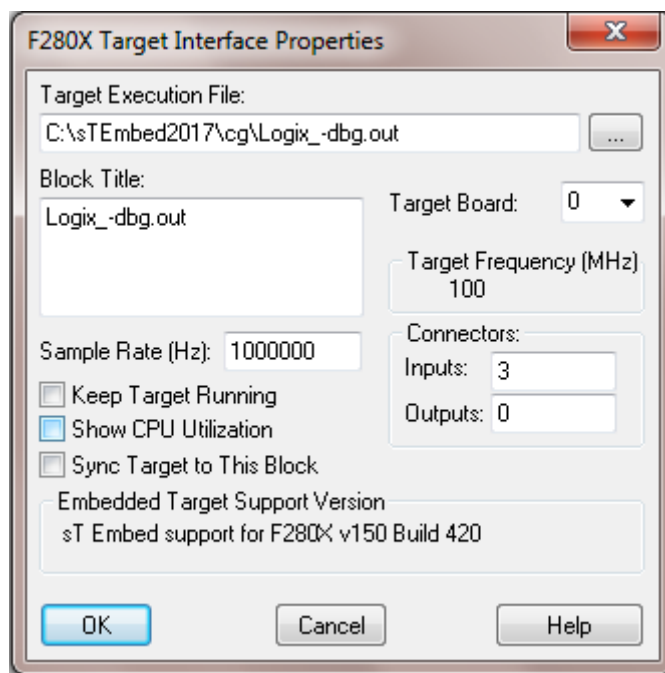 F280X Target Interface Properties
Target Execution File:
C:\sTEmbed2017\cg\Logix_-dbg.out
...
Block Title:
Logix_-dbg.out
Target Board: 0
Target Frequency (MHz)
100
Sample Rate (Hz): 1000000
Connectors:
Inputs: 3
Outputs: 0
Keep Target Running
Show CPU Utilization
Sync Target to This Block
Embedded Target Support Version
sT Embed support for F280X v150 Build 420
OK Cancel Help